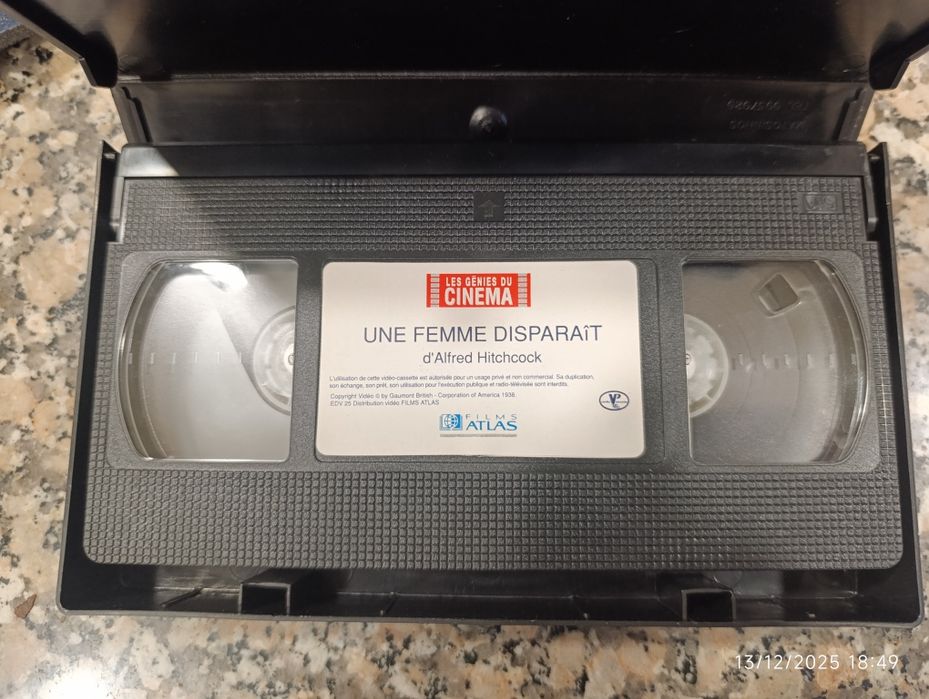 LES GÉNIES DU
CINEMA
UNE FEMME DISPARAîT
d'Alfred Hitchcock
L'utilisation de cette vidéo-cassette est autorisée pour un usage privé et non commercial. Sa duplication,
son échange, son prêt, son utilisation pour l'exécution publique et radio-télévisée sont interdits.
Copyright Vidéo © by Gaumont British - Corporation of America 1938.
EDV 25 Distribution vidéo FILMS ATLAS
FILMS
ATLAS
VHS
13/12/2025 18:49